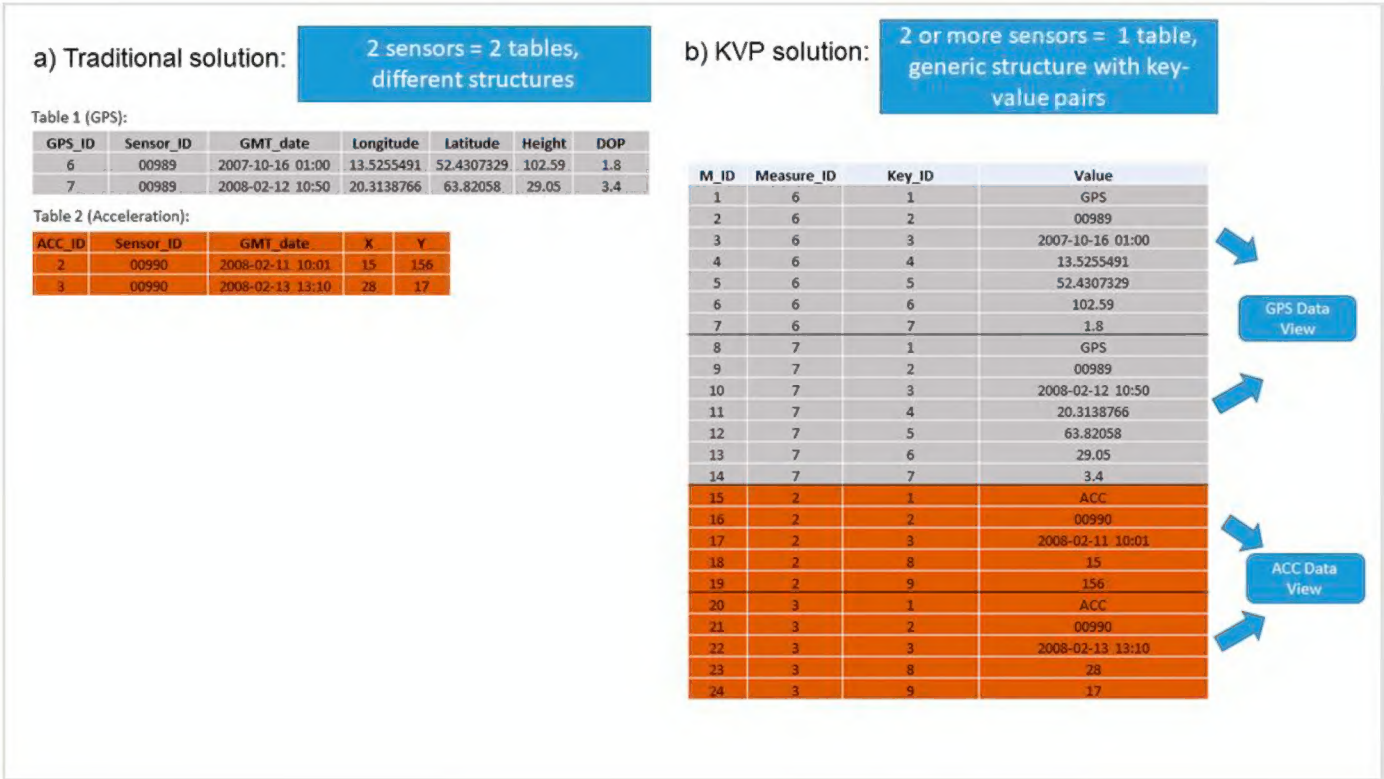 a) Traditional solution:
2 sensors = 2 tables,
different structures
Table 1 (GPS):
GPS_ID Sensor_ID GMT_date Longitude Latitude Height DOP
6 00989 2007-10-16 01:00 13.5255491 52.4307329 102.59 1.8
7 00989 2008-02-12 10:50 20.3138766 63.82058 29.05 3.4
Table 2 (Acceleration):
ACC_ID Sensor_ID GMT_date X Y
2 00990 2008-02-11 10:01 15 156
3 00990 2008-02-13 13:10 28 17
b) KVP solution:
2 or more sensors = 1 table,
generic structure with key-
value pairs
M_ID Measure_ID Key_ID Value
1 6 1 GPS
2 6 2 00989
3 6 3 2007-10-16 01:00
4 6 4 13.5255491
5 6 5 52.4307329
6 6 6 102.59
7 6 7 1.8
8 7 1 GPS
9 7 2 00989
10 7 3 2008-02-12 10:50
11 7 4 20.3138766
12 7 5 63.82058
13 7 6 29.05
14 7 7 3.4
15 2 1 ACC
16 2 2 00990
17 2 3 2008-02-11 10:01
18 2 8 15
19 2 9 156
20 3 1 ACC
21 3 2 00990
22 3 3 2008-02-13 13:10
23 3 8 28
24 3 9 17
GPS Data
View
ACC Data
View